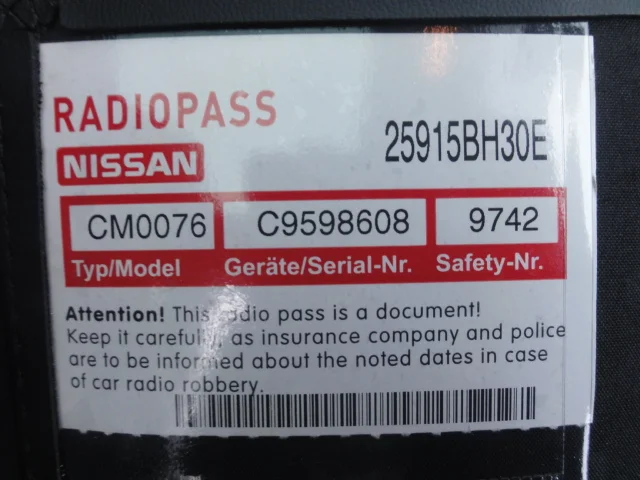 RADIOPASS
NISSAN
25915BH30E
CM0076 C9598608 9742
Typ/Model Geräte/Serial-Nr. Safety-Nr.
Attention! This radio pass is a document!
Keep it carefully, as insurance company and police
are to be informed about the noted dates in case
of car radio robbery.